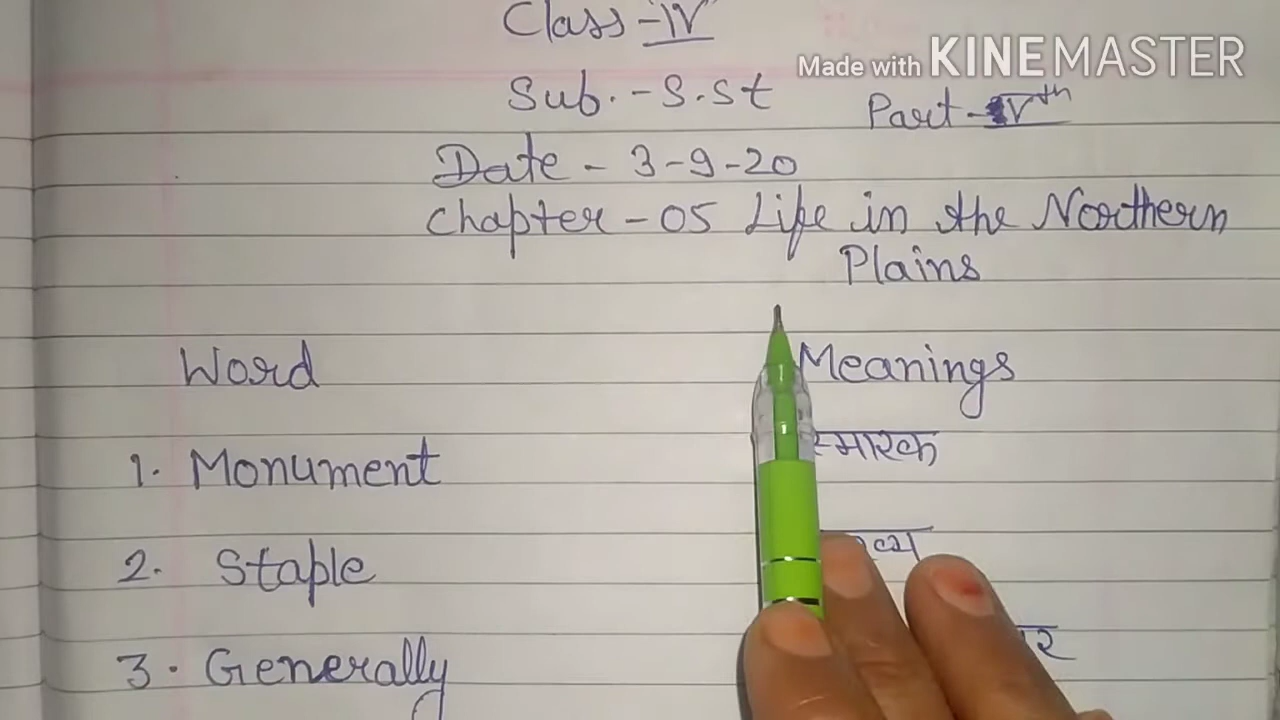 Class - IV
Made with KINEMASTER
Sub. - S.St
Part - Vth
Date - 3-9-20
Chapter - 05 Life in the Northern
Plains
Word Meanings
1. Monument स्मारक
2. Staple
3. Generally